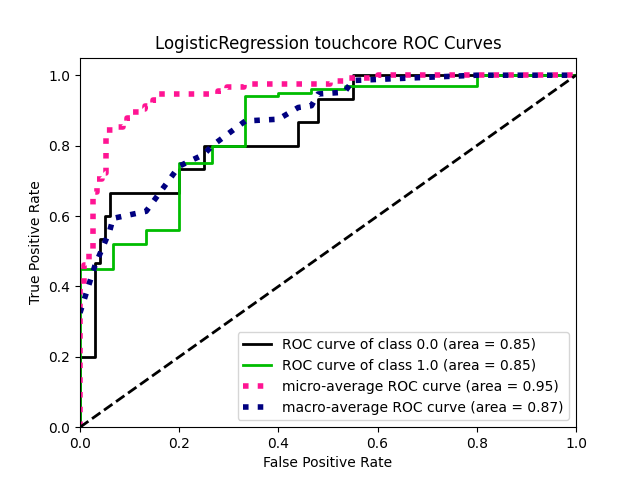 LogisticRegression touchcore ROC Curves
True Positive Rate
1.0
0.8
0.6
0.4
0.2
0.0
ROC curve of class 0.0 (area = 0.85)
ROC curve of class 1.0 (area = 0.85)
micro-average ROC curve (area = 0.95)
macro-average ROC curve (area = 0.87)
0.0 0.2 0.4 0.6 0.8 1.0
False Positive Rate